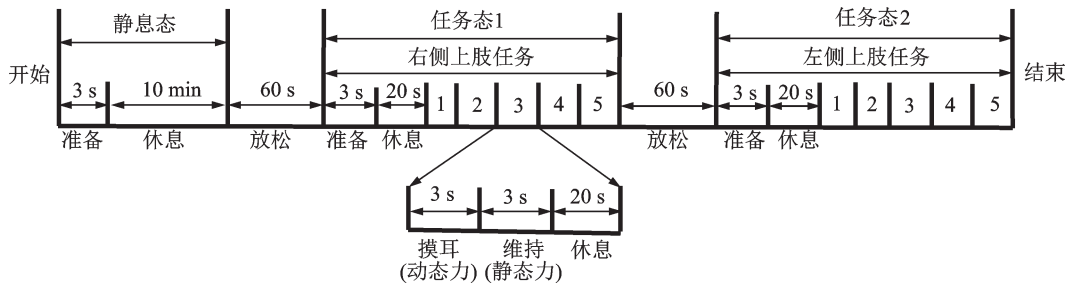 静息态 任务态1 任务态2
开始 右侧上肢任务 左侧上肢任务 结束
3 s 10 min 60 s 3 s 20 s 1 2 3 4 5 60 s 3 s 20 s 1 2 3 4 5
准备 休息 放松 准备 休息 放松 准备 休息
3 s 3 s 20 s
摸耳 维持 休息
(动态力) (静态力)